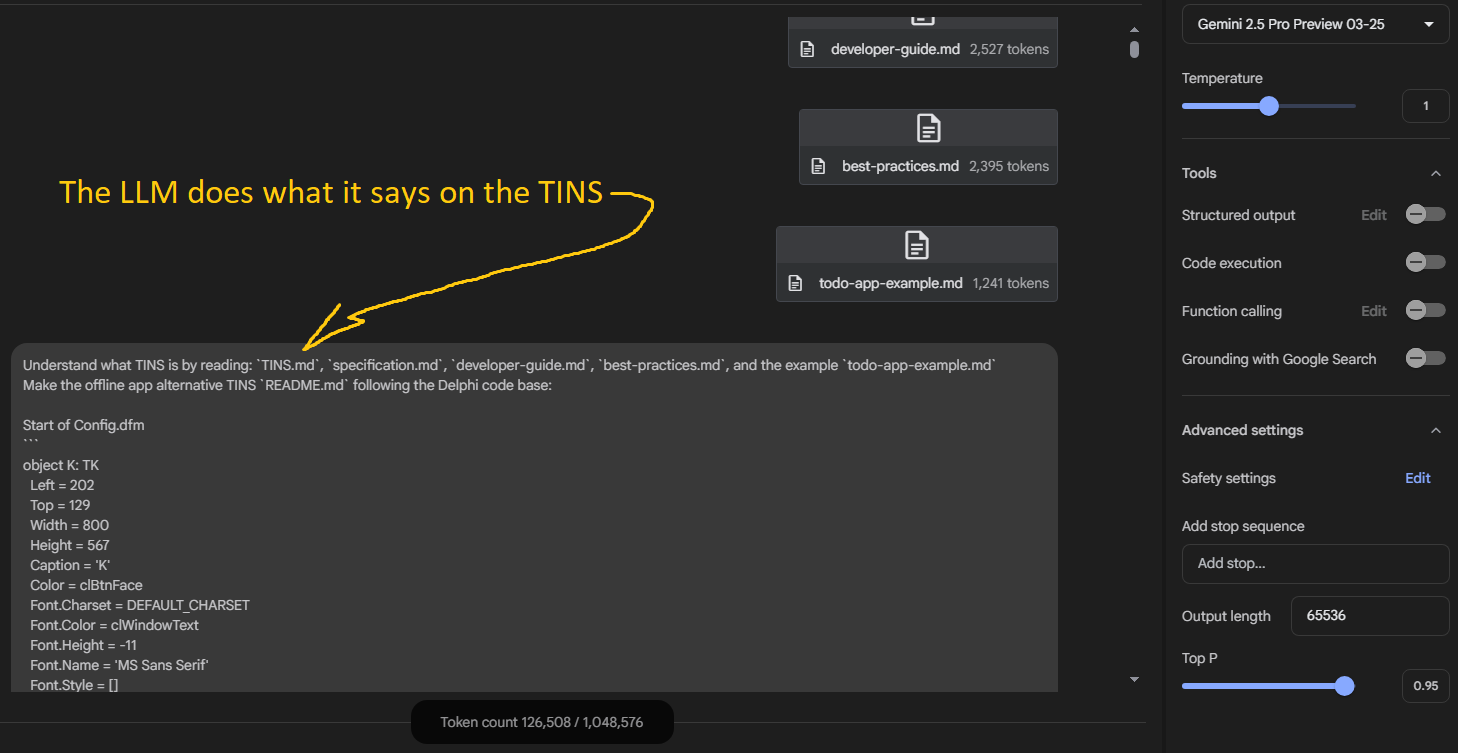 developer-guide.md 2,527 tokens
best-practices.md 2,395 tokens
The LLM does what it says on the TINS
todo-app-example.md 1,241 tokens
Understand what TINS is by reading: `TINS.md`, `specification.md`, `developer-guide.md`, `best-practices.md`, and the example `todo-app-example.md`
Make the offline app alternative TINS `README.md` following the Delphi code base:
Start of Config.dfm
```
object K: TK
Left = 202
Top = 129
Width = 800
Height = 567
Caption = 'K'
Color = clBtnFace
Font.Charset = DEFAULT_CHARSET
Font.Color = clWindowText
Font.Height = -11
Font.Name = 'MS Sans Serif'
Font.Style = []
Token count 126,508 / 1,048,576
Gemini 2.5 Pro Preview 03-25
Temperature
1
Tools
Structured output Edit
Code execution
Function calling Edit
Grounding with Google Search
Advanced settings
Safety settings Edit
Add stop sequence
Add stop...
Output length 65536
Top P
0.95